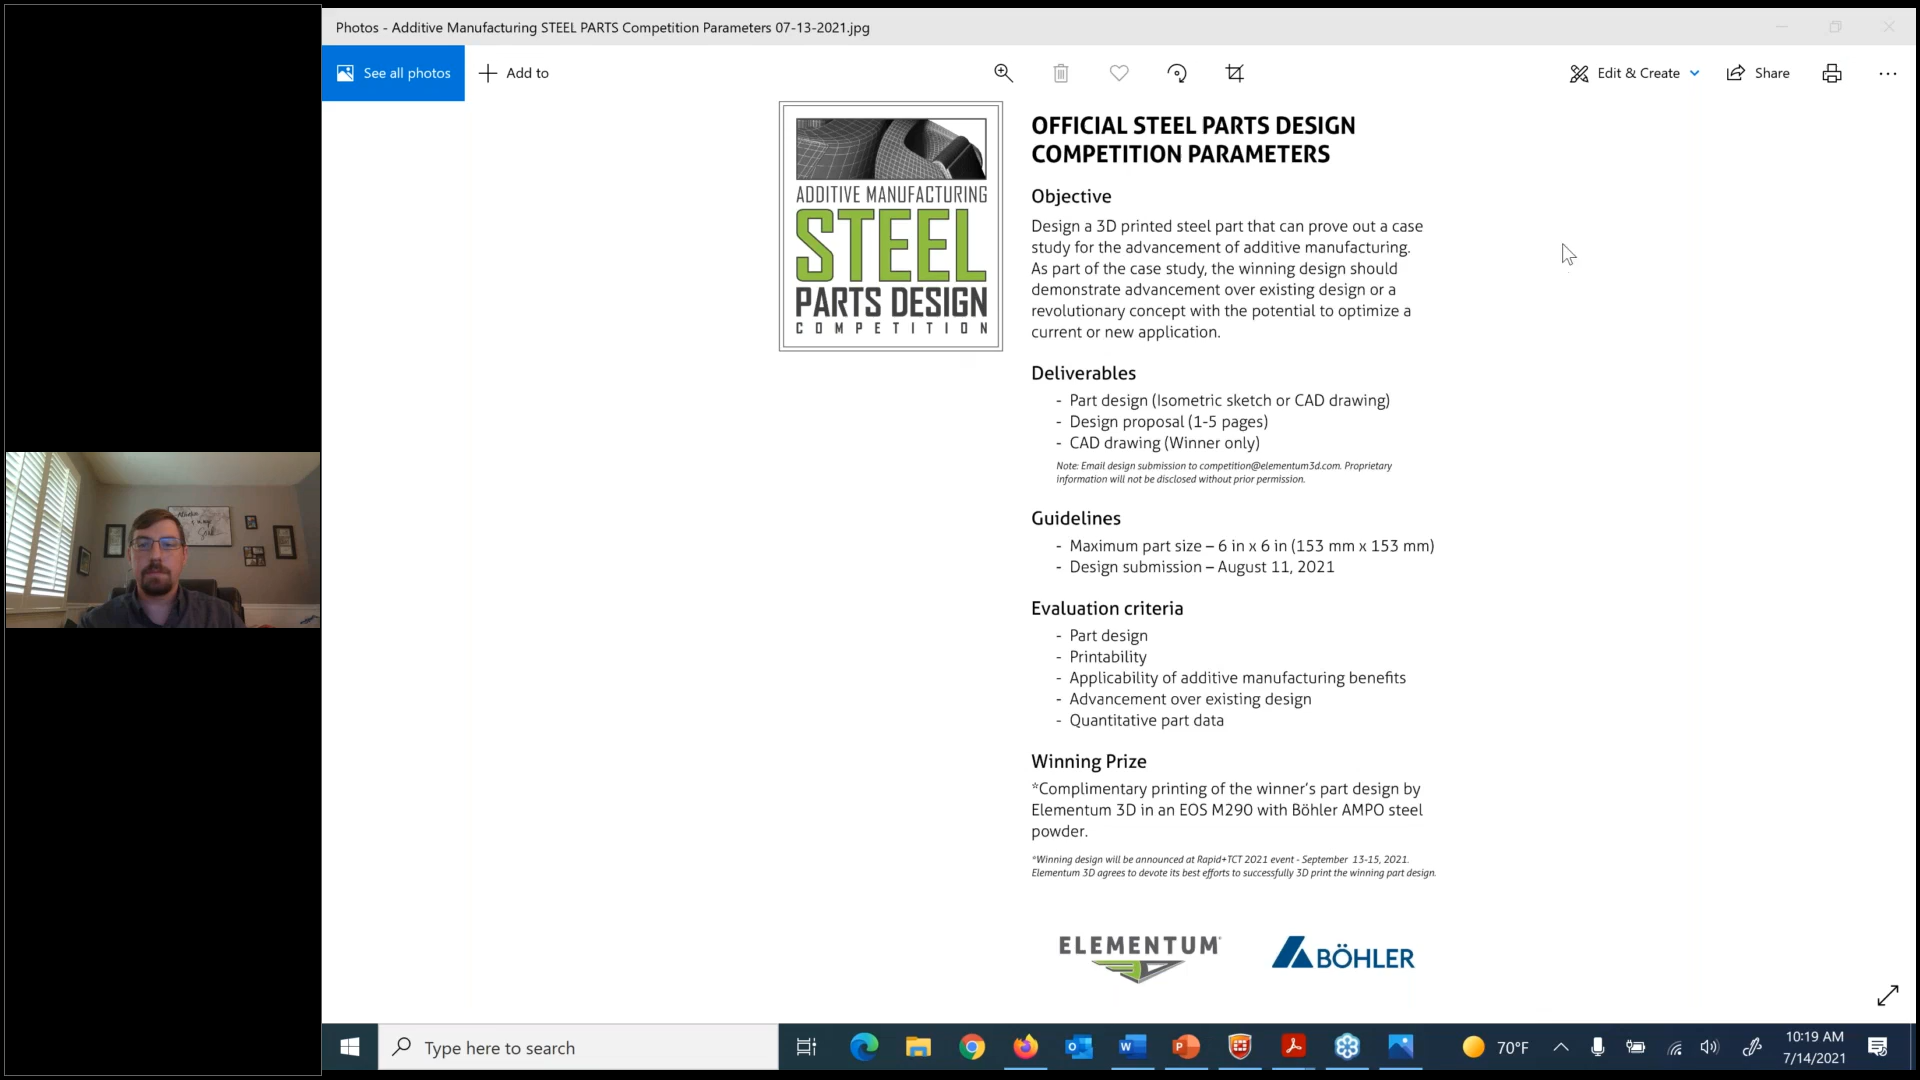 Photos - Additive Manufacturing STEEL PARTS Competition Parameters 07-13-2021.jpg
See all photos
Add to
Edit & Create
Share
ADDITIVE MANUFACTURING
STEEL
PARTS DESIGN
COMPETITION
OFFICIAL STEEL PARTS DESIGN
COMPETITION PARAMETERS
Objective
Design a 3D printed steel part that can prove out a case
study for the advancement of additive manufacturing.
As part of the case study, the winning design should
demonstrate advancement over existing design or a
revolutionary concept with the potential to optimize a
current or new application.
Deliverables
- Part design (Isometric sketch or CAD drawing)
- Design proposal (1-5 pages)
- CAD drawing (Winner only)
Note: Email design submission to competition@elementum3d.com. Proprietary
information will not be disclosed without prior permission.
Guidelines
- Maximum part size – 6 in x 6 in (153 mm x 153 mm)
- Design submission – August 11, 2021
Evaluation criteria
- Part design
- Printability
- Applicability of additive manufacturing benefits
- Advancement over existing design
- Quantitative part data
Winning Prize
*Complimentary printing of the winner's part design by
Elementum 3D in an EOS M290 with Böhler AMPO steel
powder.
*Winning design will be announced at Rapid+TCT 2021 event - September 13-15, 2021.
Elementum 3D agrees to devote its best efforts to successfully 3D print the winning part design.
ELEMENTUM
BÖHLER
Type here to search
70°F
10:19 AM
7/14/2021